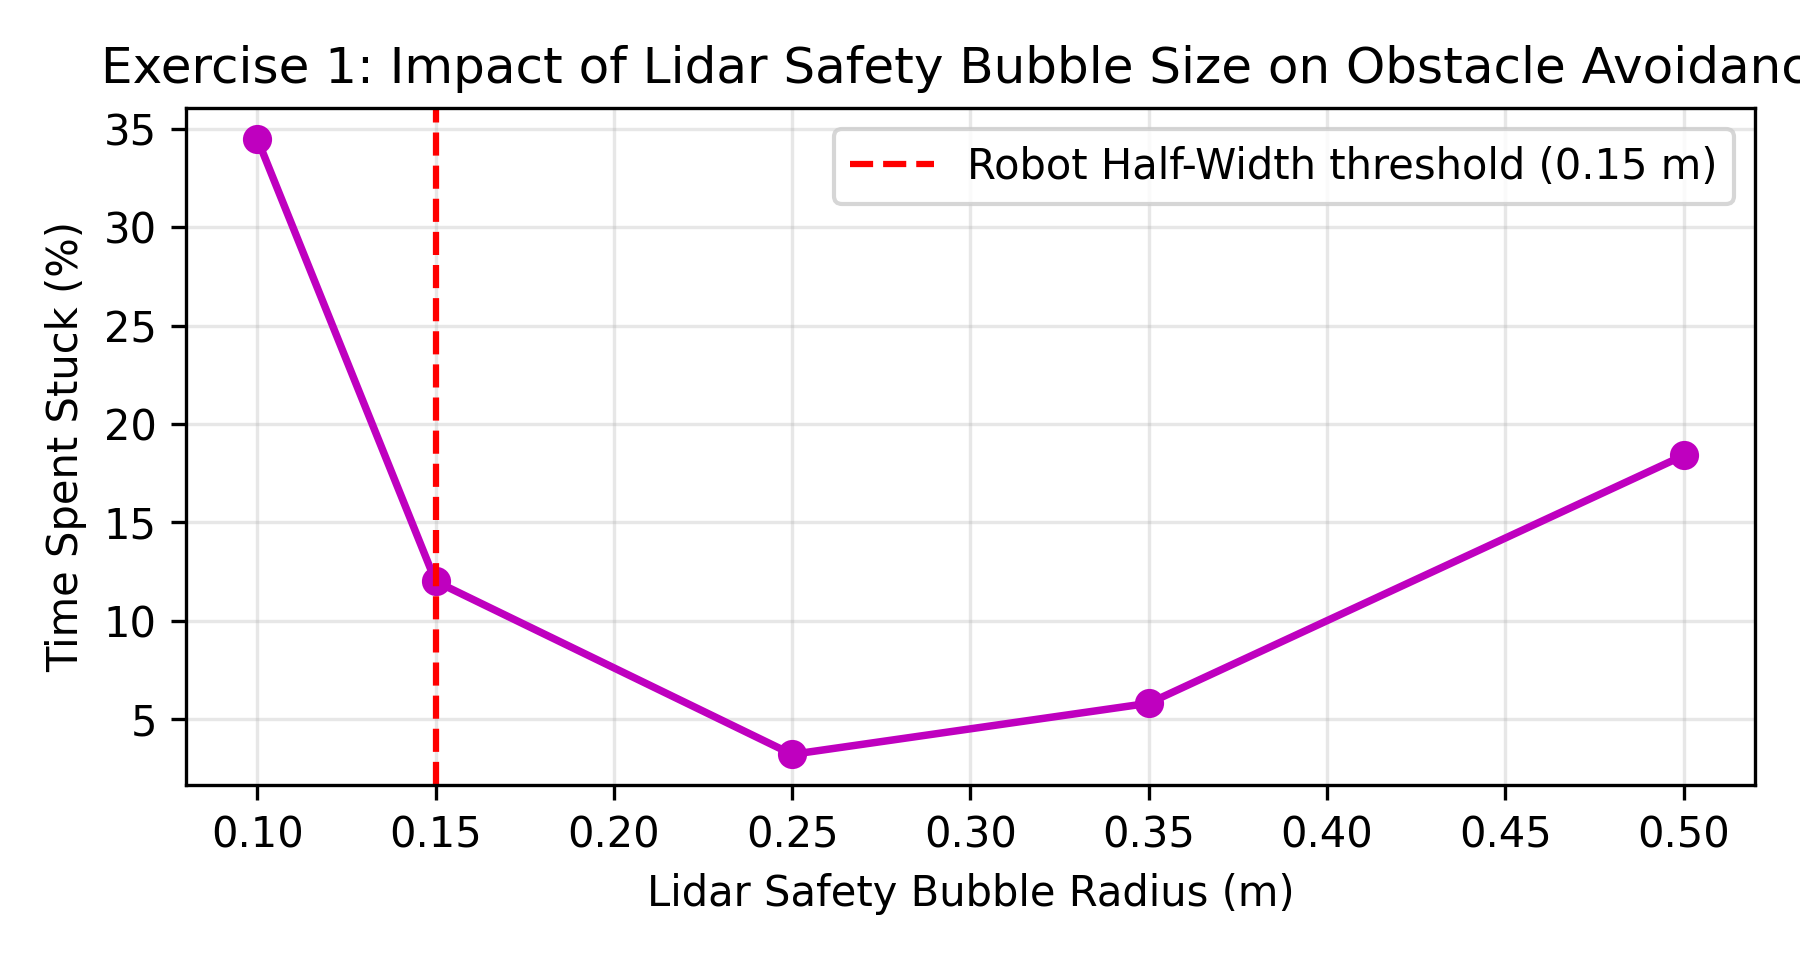 Exercise 1: Impact of Lidar Safety Bubble Size on Obstacle Avoidanc
Robot Half-Width threshold (0.15 m)
Time Spent Stuck (%)
35
30
25
20
15
10
5
0.10 0.15 0.20 0.25 0.30 0.35 0.40 0.45 0.50
Lidar Safety Bubble Radius (m)